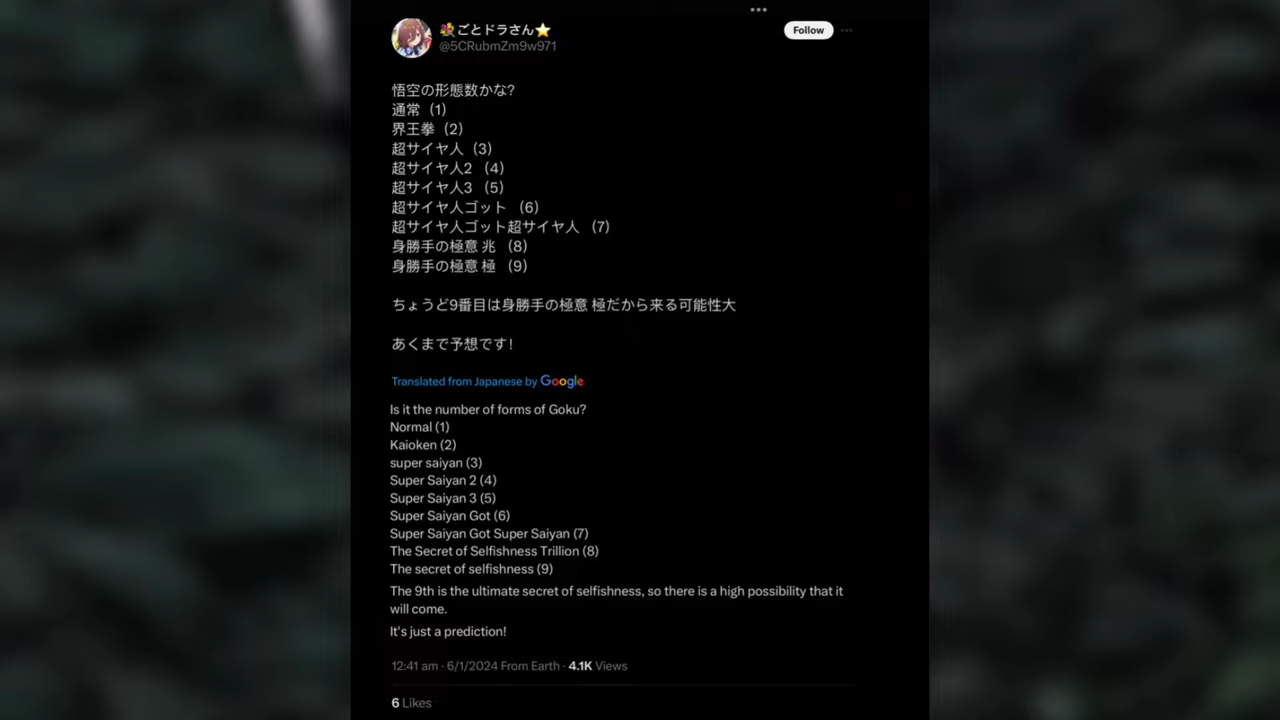 💐ごとドラさん⭐
@5CRubmZm9w971
Follow
悟空の形態数かな?
通常（1）
界王拳（2）
超サイヤ人（3）
超サイヤ人2 （4）
超サイヤ人3 （5）
超サイヤ人ゴット （6）
超サイヤ人ゴット超サイヤ人 （7）
身勝手の極意 兆 （8）
身勝手の極意 極 （9）
ちょうど9番目は身勝手の極意 極だから来る可能性大
あくまで予想です！
Translated from Japanese by Google
Is it the number of forms of Goku?
Normal (1)
Kaioken (2)
super saiyan (3)
Super Saiyan 2 (4)
Super Saiyan 3 (5)
Super Saiyan Got (6)
Super Saiyan Got Super Saiyan (7)
The Secret of Selfishness Trillion (8)
The secret of selfishness (9)
The 9th is the ultimate secret of selfishness, so there is a high possibility that it
will come.
It's just a prediction!
12:41 am · 6/1/2024 From Earth · 4.1K Views
6 Likes